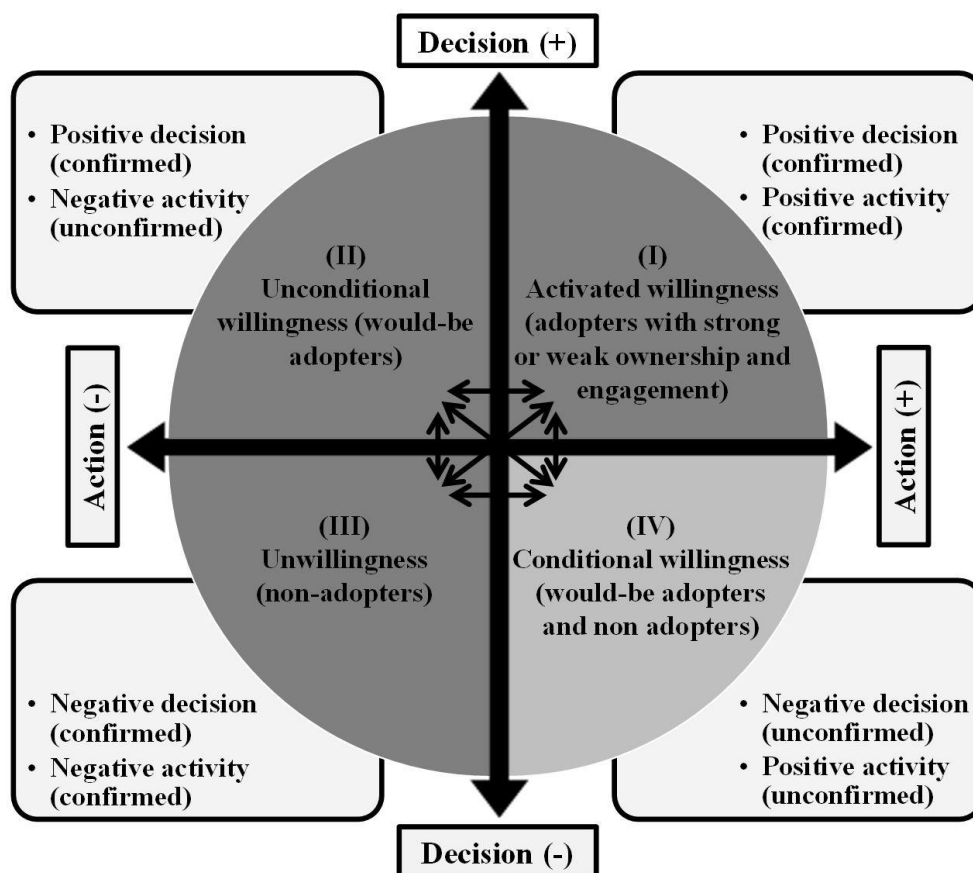 Decision (+)
• Positive decision
(confirmed)
• Negative activity
(unconfirmed)
• Positive decision
(confirmed)
• Positive activity
(confirmed)
(II)
Unconditional
willingness (would-be
adopters)
(I)
Activated willingness
(adopters with strong
or weak ownership and
engagement)
Action (-)
Action (+)
(III)
Unwillingness
(non-adopters)
(IV)
Conditional willingness
(would-be adopters
and non adopters)
• Negative decision
(confirmed)
• Negative activity
(confirmed)
• Negative decision
(unconfirmed)
• Positive activity
(unconfirmed)
Decision (-)